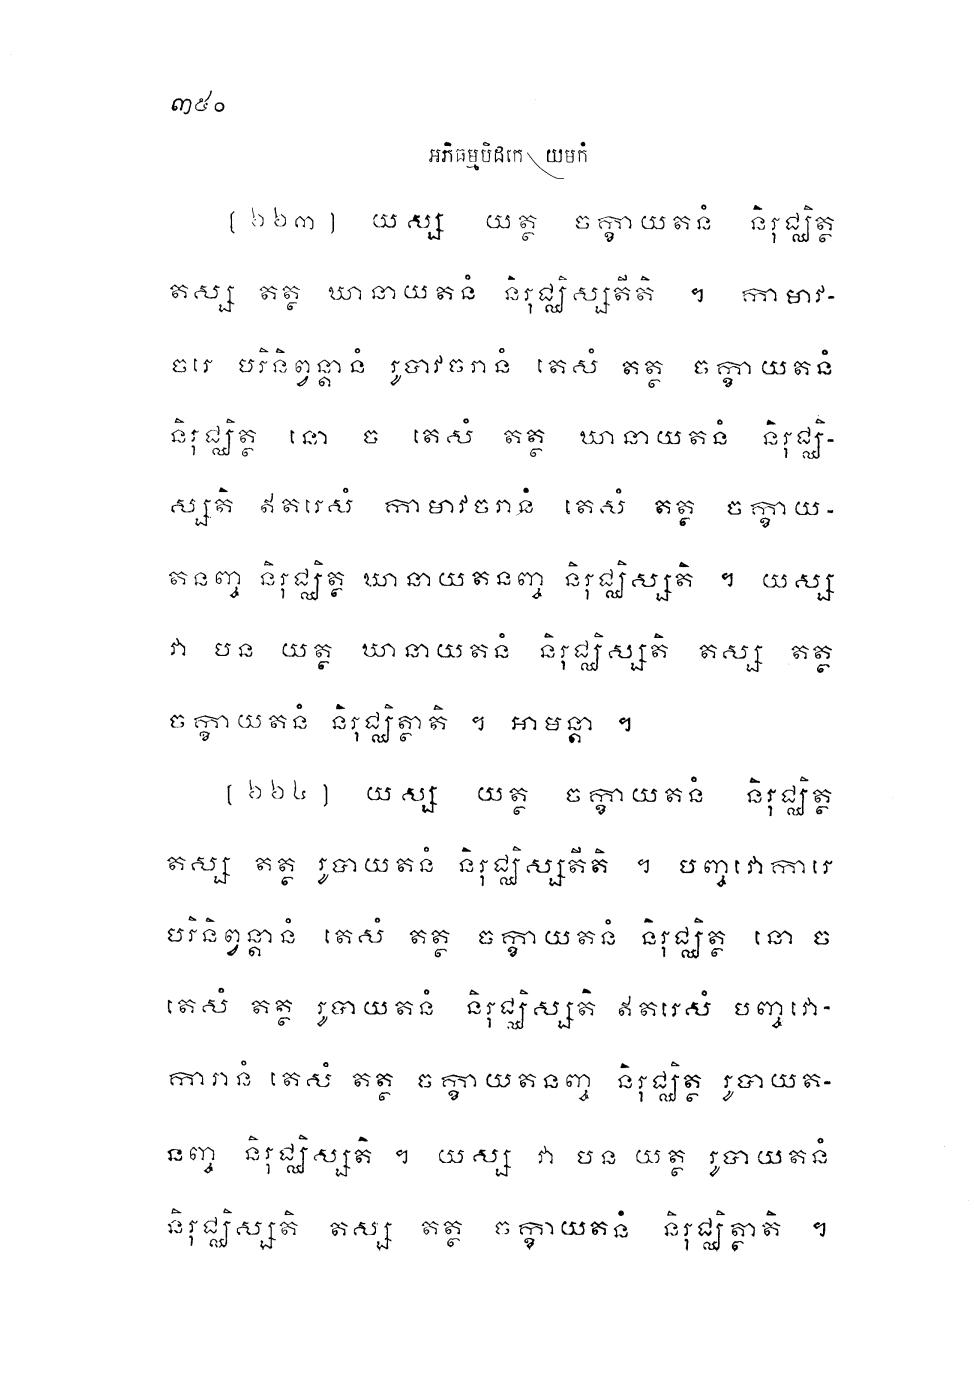 ៣៥០
អភិធម្មបិដកេ យមកំ
[៦៦៣] យស្ស យត្ថ ចក្ខាយតនំ និរុជ្ឈិត្ថ
តស្ស តត្ថ ឃានាយតនំ និរុជ្ឈិស្សតីតិ ។ កាមាវ-
ចរេ បរិនិព្វន្តានំ រូបាវចរានំ តេសំ តត្ថ ចក្ខាយតនំ
និរុជ្ឈិត្ថ នោ ច តេសំ តត្ថ ឃានាយតនំ និរុជ្ឈិ-
ស្សតិ ឥតរេសំ កាមាវចរានំ តេសំ តត្ថ ចក្ខាយ-
តនញ្ច និរុជ្ឈិត្ថ ឃានាយតនញ្ច និរុជ្ឈិស្សតិ ។ យស្ស
វា បន យត្ថ ឃានាយតនំ និរុជ្ឈិស្សតិ តស្ស តត្ថ
ចក្ខាយតនំ និរុជ្ឈិត្ថាតិ ។ អាមន្តា ។
[៦៦៤] យស្ស យត្ថ ចក្ខាយតនំ និរុជ្ឈិត្ថ
តស្ស តត្ថ រូបាយតនំ និរុជ្ឈិស្សតីតិ ។ បញ្ចវោការេ
បរិនិព្វន្តានំ តេសំ តត្ថ ចក្ខាយតនំ និរុជ្ឈិត្ថ នោ ច
តេសំ តត្ថ រូបាយតនំ និរុជ្ឈិស្សតិ ឥតរេសំ បញ្ចវោ-
ការានំ តេសំ តត្ថ ចក្ខាយតនញ្ច និរុជ្ឈិត្ថ រូបាយត-
នញ្ច និរុជ្ឈិស្សតិ ។ យស្ស វា បន យត្ថ រូបាយតនំ
និរុជ្ឈិស្សតិ តស្ស តត្ថ ចក្ខាយតនំ និរុជ្ឈិត្ថាតិ ។